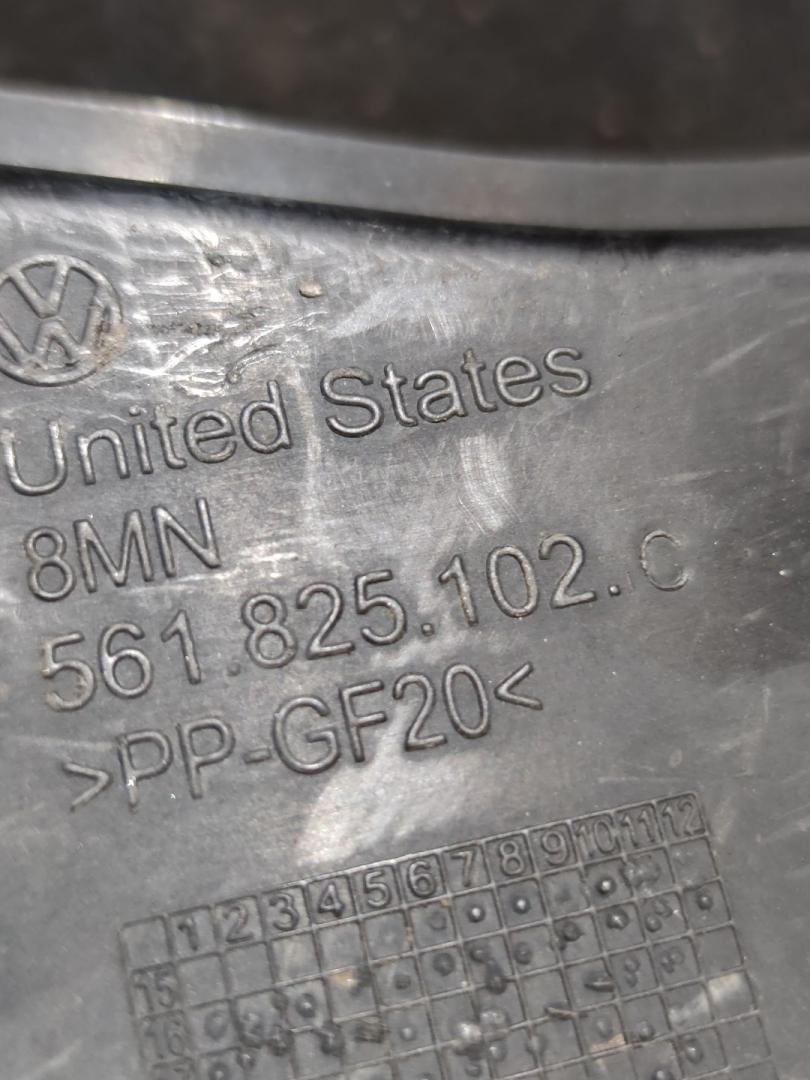 United States
8MN
561.825.102.C
>PP-GF20<
1 2 3 4 5 6 7 8 9 10 11 12
15
16